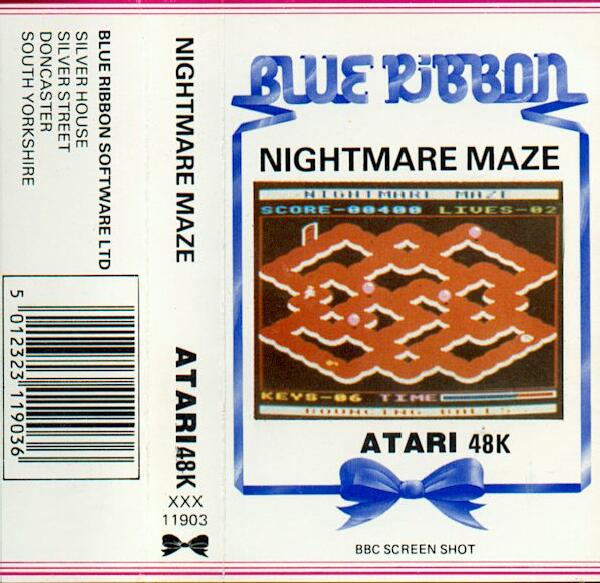 BLUE RIBBON SOFTWARE LTD
SILVER HOUSE
SILVER STREET
DONCASTER
SOUTH YORKSHIRE
5 012323 119036
NIGHTMARE MAZE
ATARI 48K
XXX
11903
BLUE RiBBON
NIGHTMARE MAZE
NIGHTMARE MAZE
SCORE-00400 LIVES-02
KEYS-06 TIME
BOUNCING BALLS
ATARI 48K
BBC SCREEN SHOT